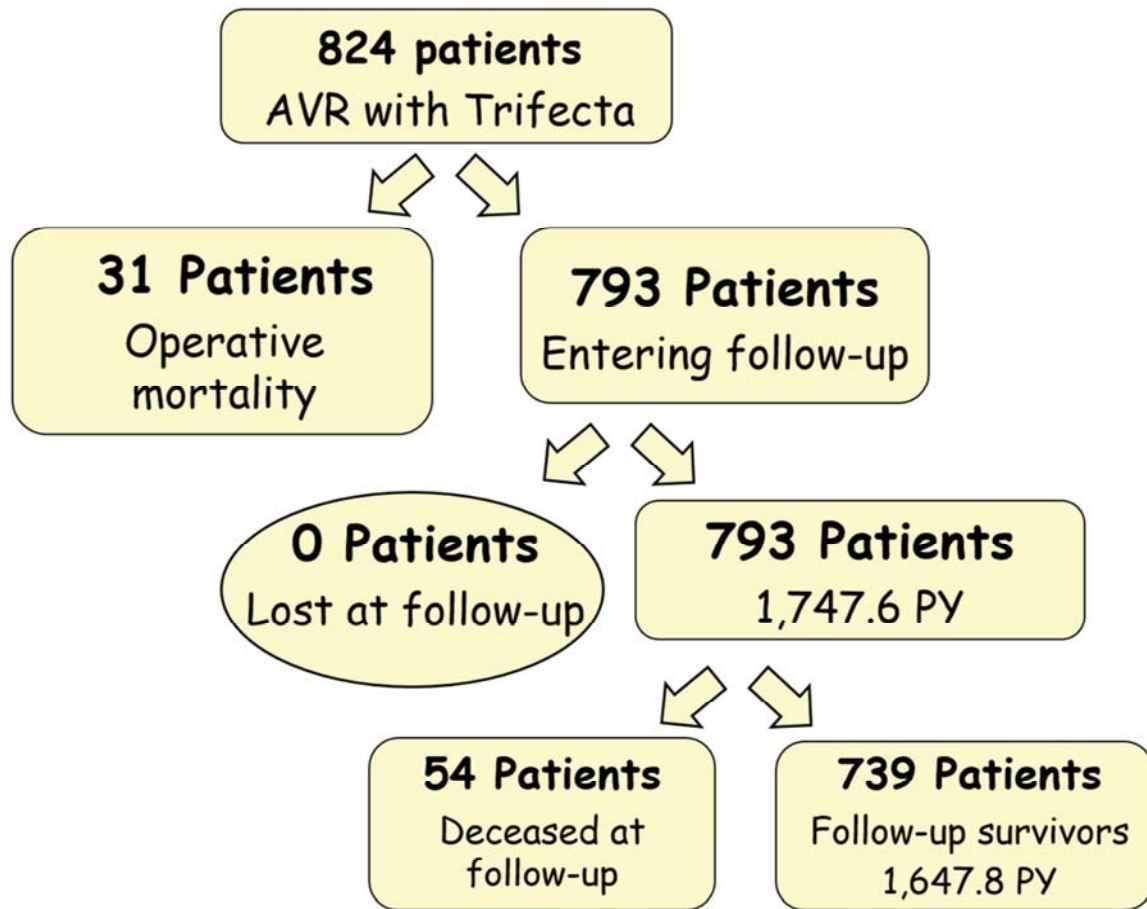 824 patients
AVR with Trifecta
31 Patients
Operative
mortality
793 Patients
Entering follow-up
0 Patients
Lost at follow-up
793 Patients
1,747.6 PY
54 Patients
Deceased at
follow-up
739 Patients
Follow-up survivors
1,647.8 PY